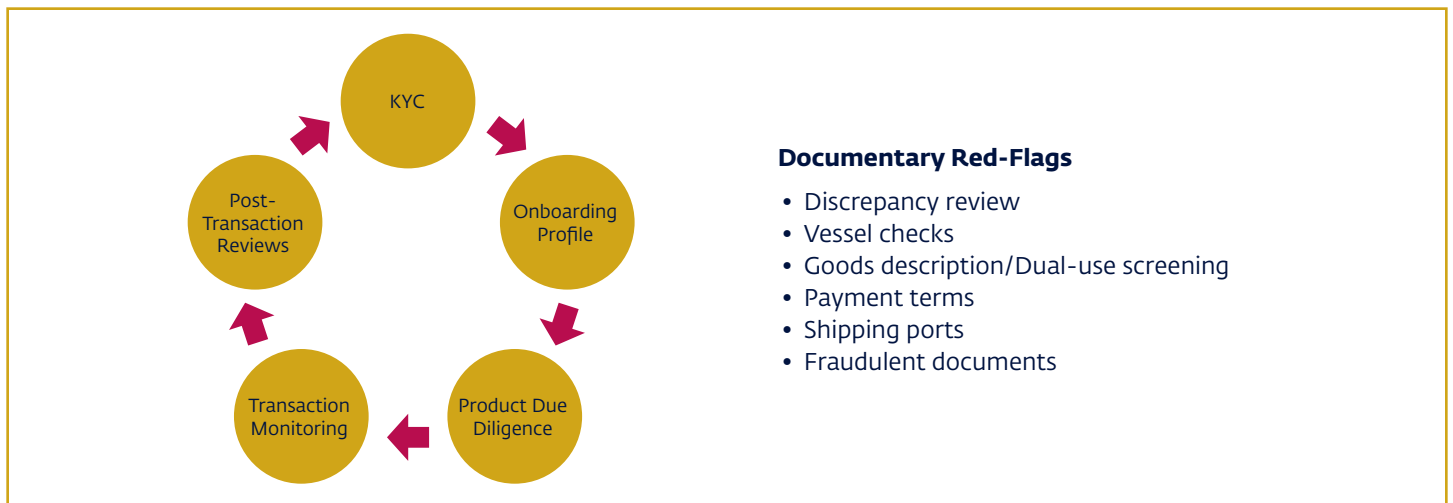 KYC
Onboarding
Profile
Product Due
Diligence
Transaction
Monitoring
Post-
Transaction
Reviews
Documentary Red-Flags
• Discrepancy review
• Vessel checks
• Goods description/Dual-use screening
• Payment terms
• Shipping ports
• Fraudulent documents